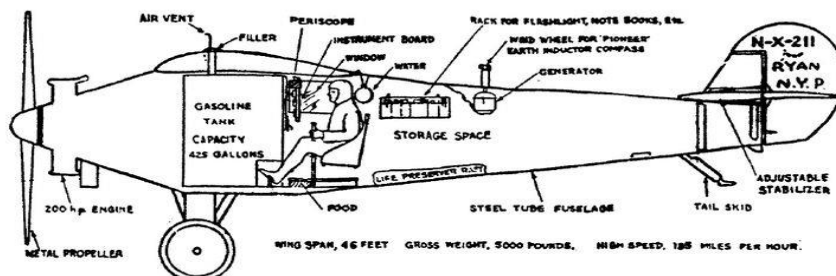 AIR VENT
FILLER
PERISCOPE
INSTRUMENT BOARD
WINDOW
WATER
RACK FOR FLASHLIGHT, NOTE BOOKS, Etc.
WIND WHEEL FOR "PIONEER"
EARTH INDUCTOR COMPASS
GENERATOR
N-X-211
RYAN
N.Y.P.
GASOLINE
TANK
CAPACITY
425 GALLONS
STORAGE SPACE
LIFE PRESERVER RAFT
FOOD
200 h.p. ENGINE
METAL PROPELLER
STEEL TUBE FUSELAGE
TAIL SKID
ADJUSTABLE
STABILIZER
WING SPAN, 46 FEET GROSS WEIGHT, 5000 POUNDS. HIGH SPEED, MILES PER HOUR.